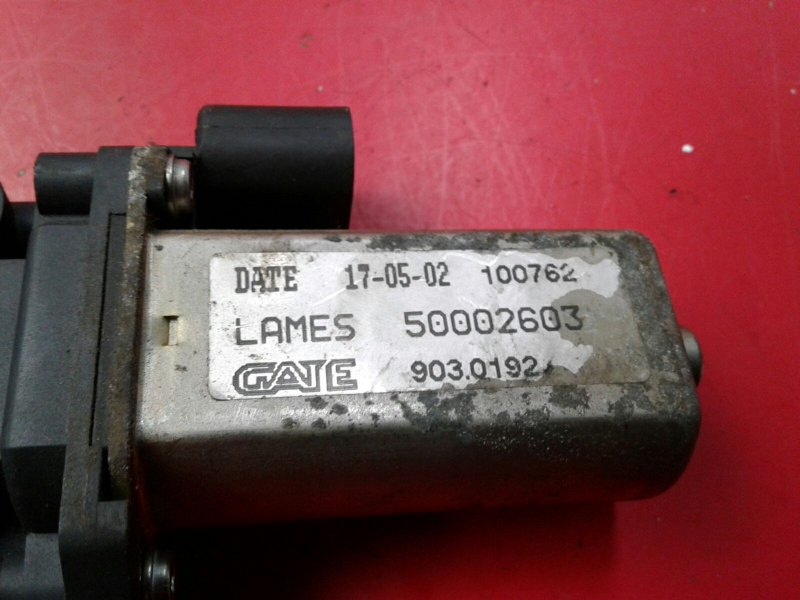 DATE 17-05-02 100762
LAMES 50002603
GATE 903.0192